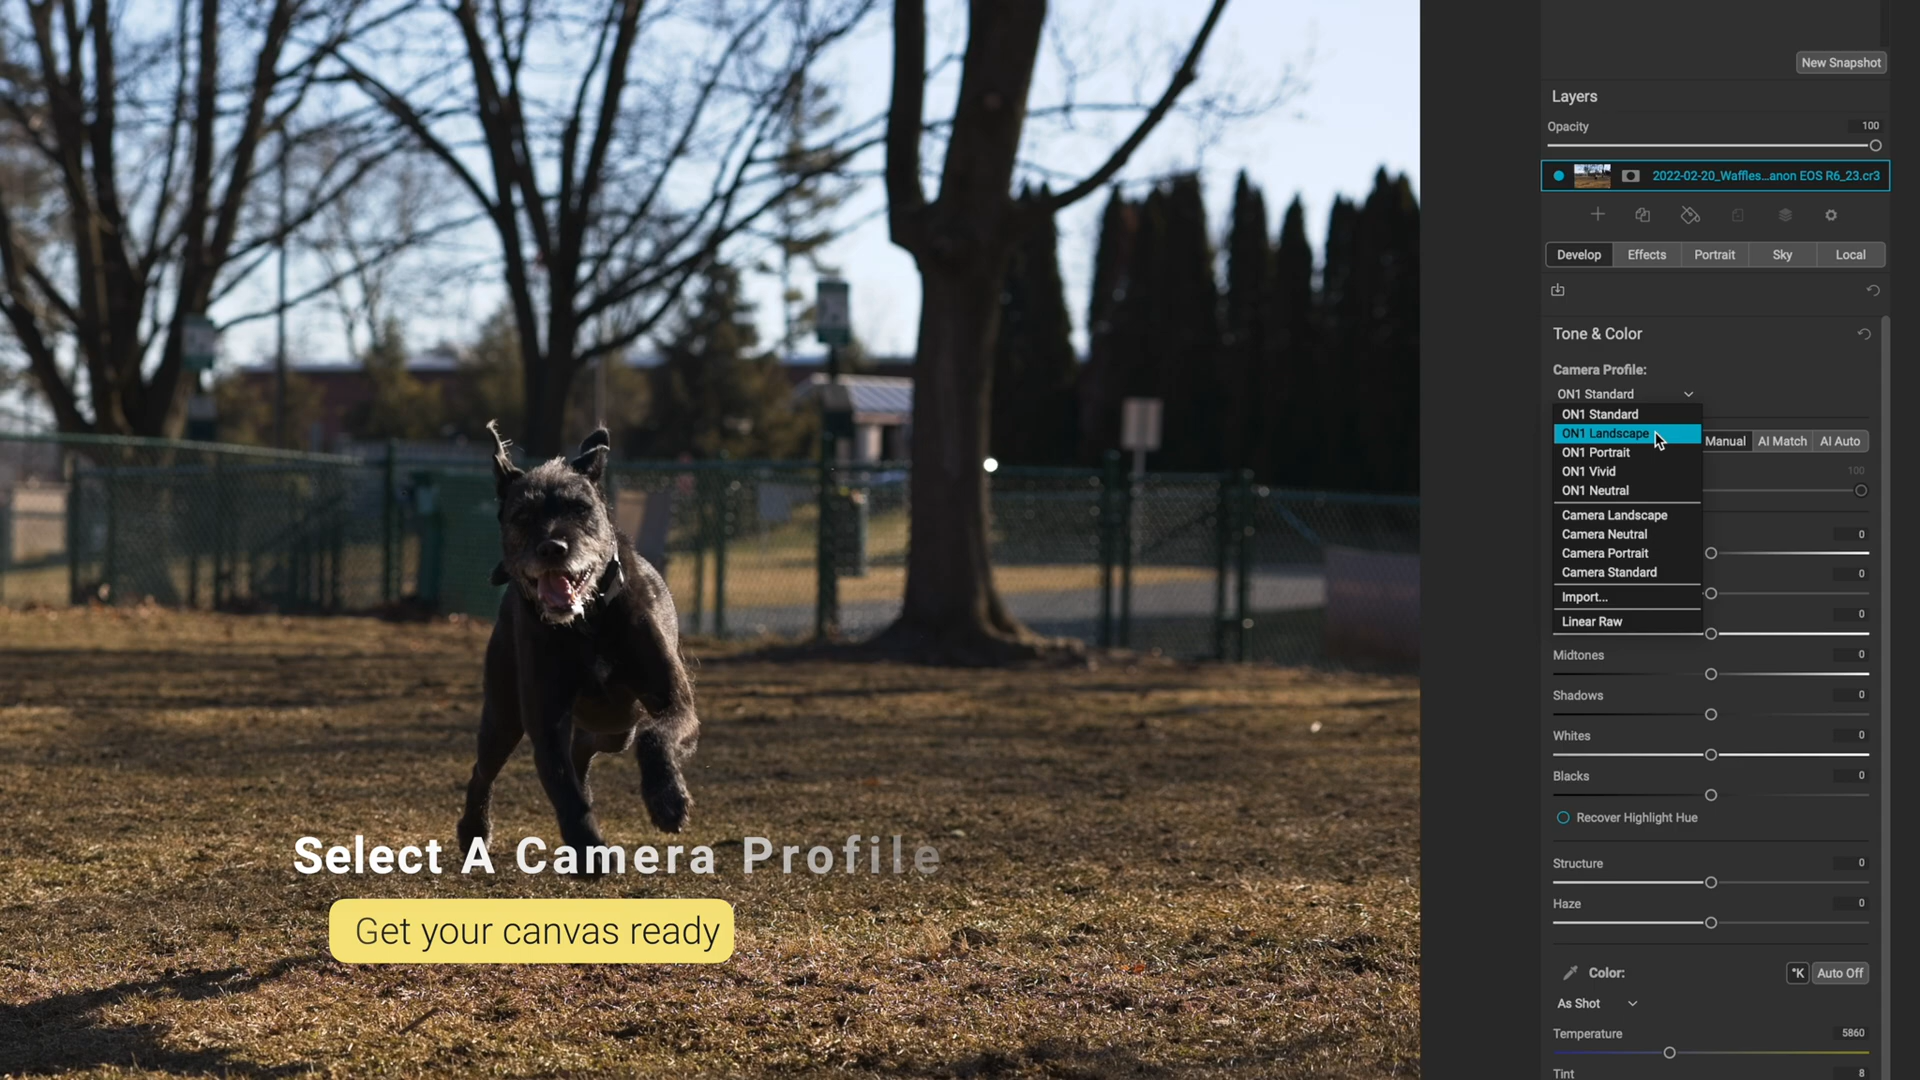 New Snapshot
Layers
Opacity 100
2022-02-20_Waffles...anon EOS R6_23.cr3
Develop Effects Portrait Sky Local
Tone & Color
Camera Profile:
ON1 Standard
ON1 Standard
ON1 Landscape
ON1 Portrait
ON1 Vivid
ON1 Neutral
Camera Landscape
Camera Neutral
Camera Portrait
Camera Standard
Import...
Linear Raw
Manual AI Match AI Auto
100
0
0
0
Midtones 0
Shadows 0
Whites 0
Blacks 0
Recover Highlight Hue
Structure 0
Haze 0
Color: °K Auto Off
As Shot
Temperature 5860
Tint 8
Select A Camera Profile
Get your canvas ready